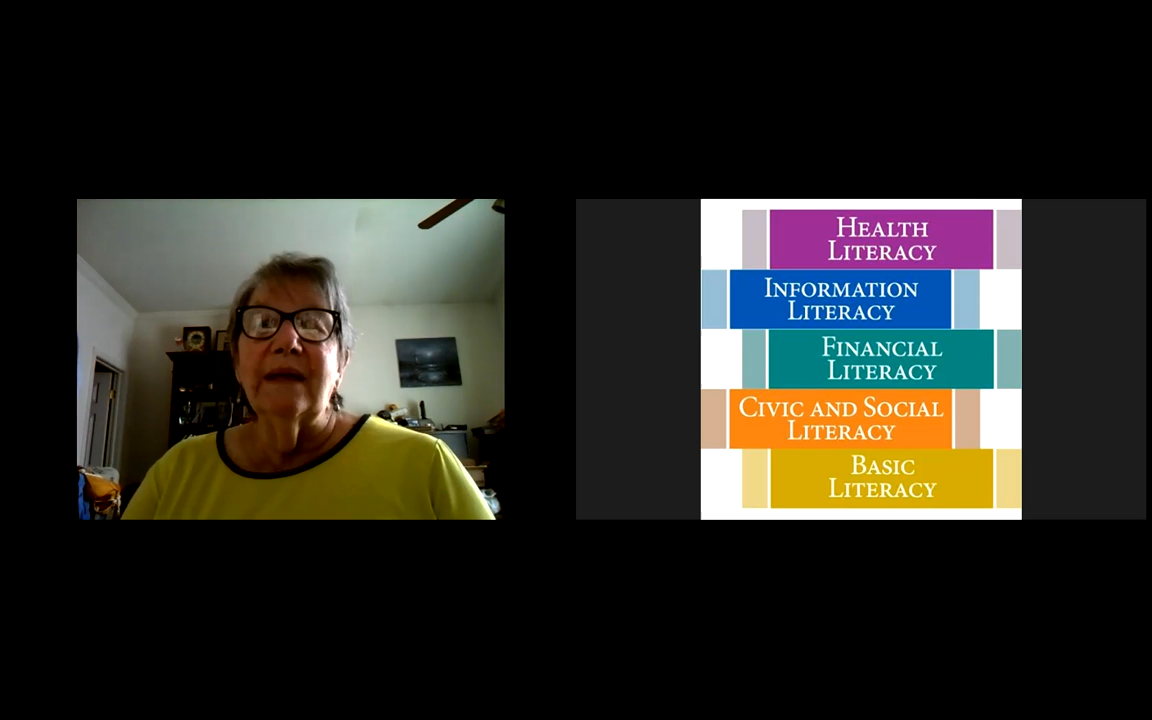 Health
Literacy
Information
Literacy
Financial
Literacy
Civic and Social
Literacy
Basic
Literacy